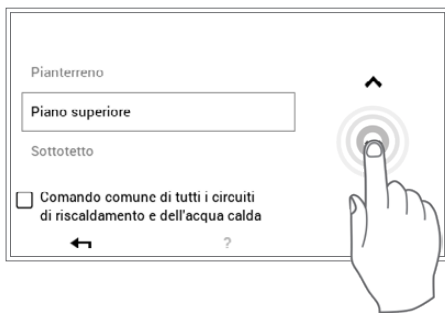 Pianterreno
Piano superiore
Sottotetto
Comando comune di tutti i circuiti
di riscaldamento e dell'acqua calda
?